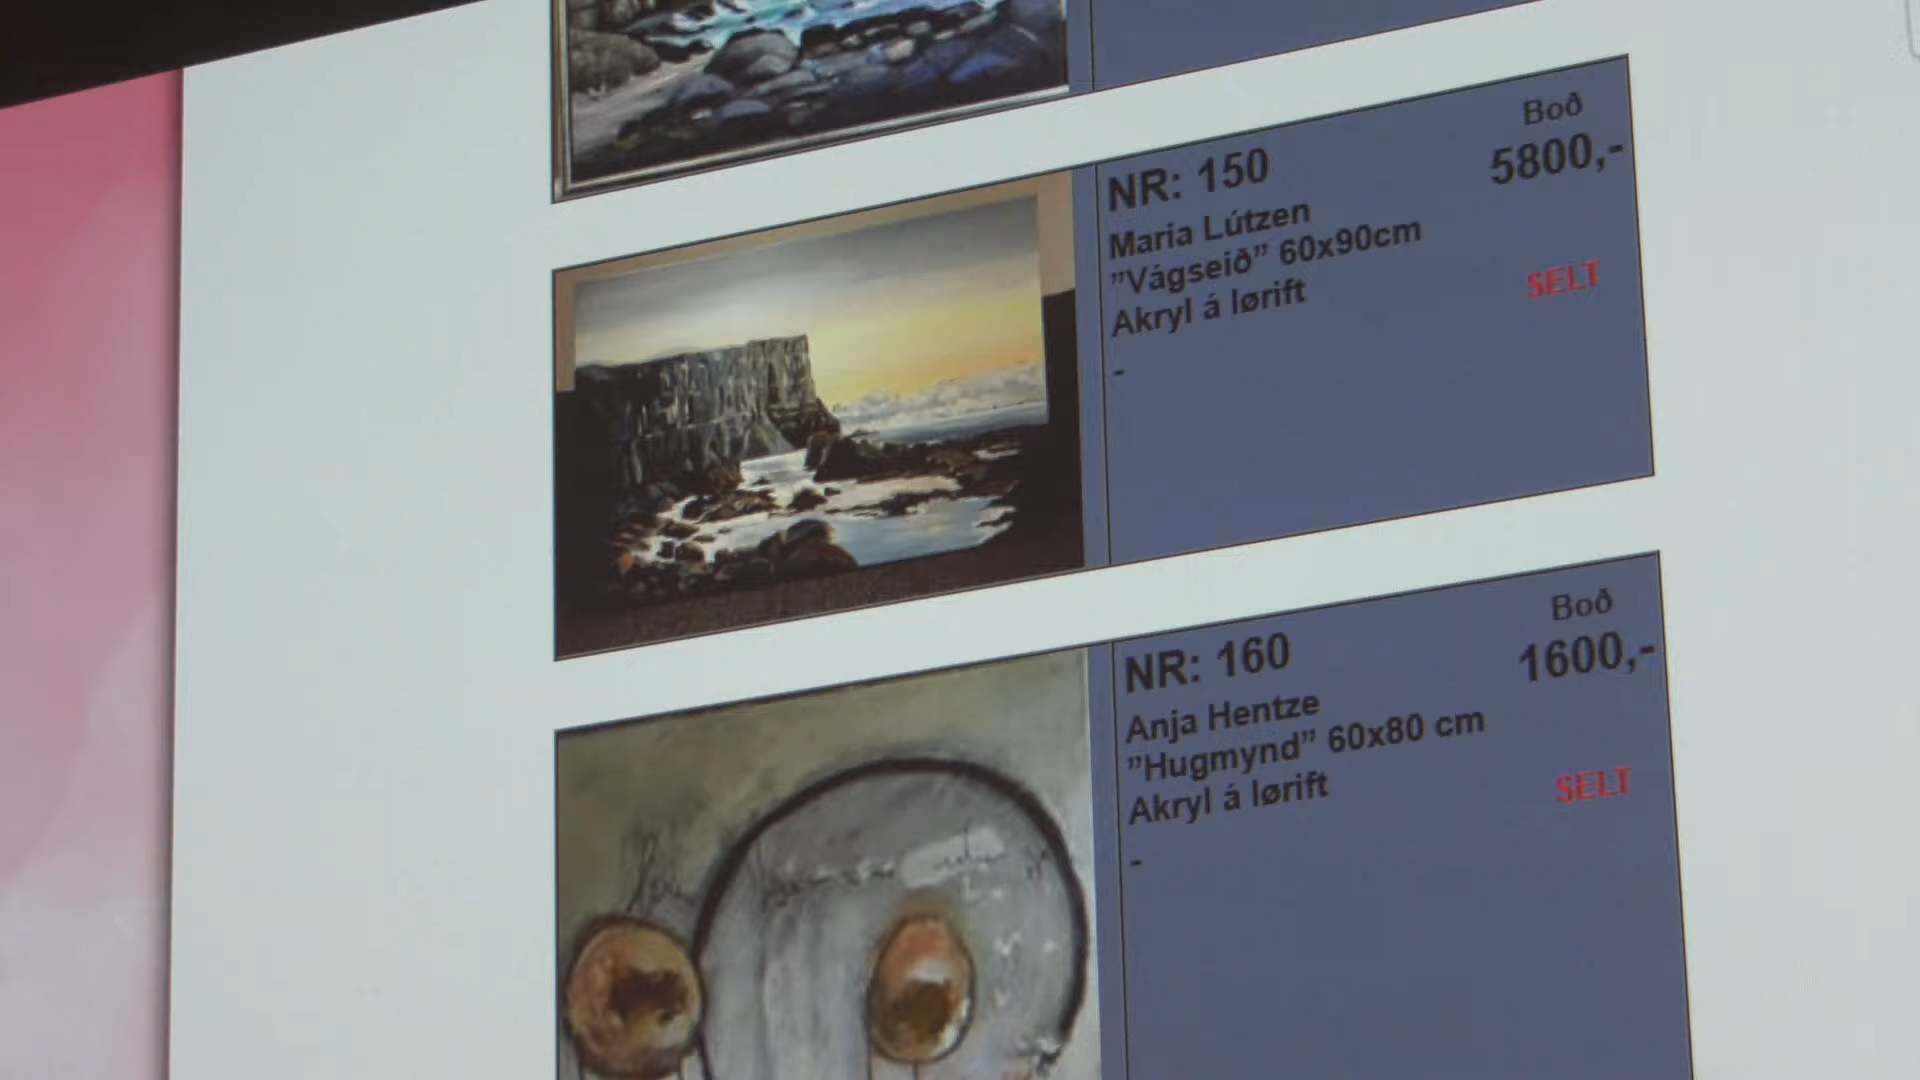 NR: 150
Boð
5800,-
Maria Lútzen
”Vágseið” 60x90cm
Akryl á lørift
SELT
-
NR: 160
Boð
1600,-
Anja Hentze
”Hugmynd” 60x80 cm
Akryl á lørift
SELT
-